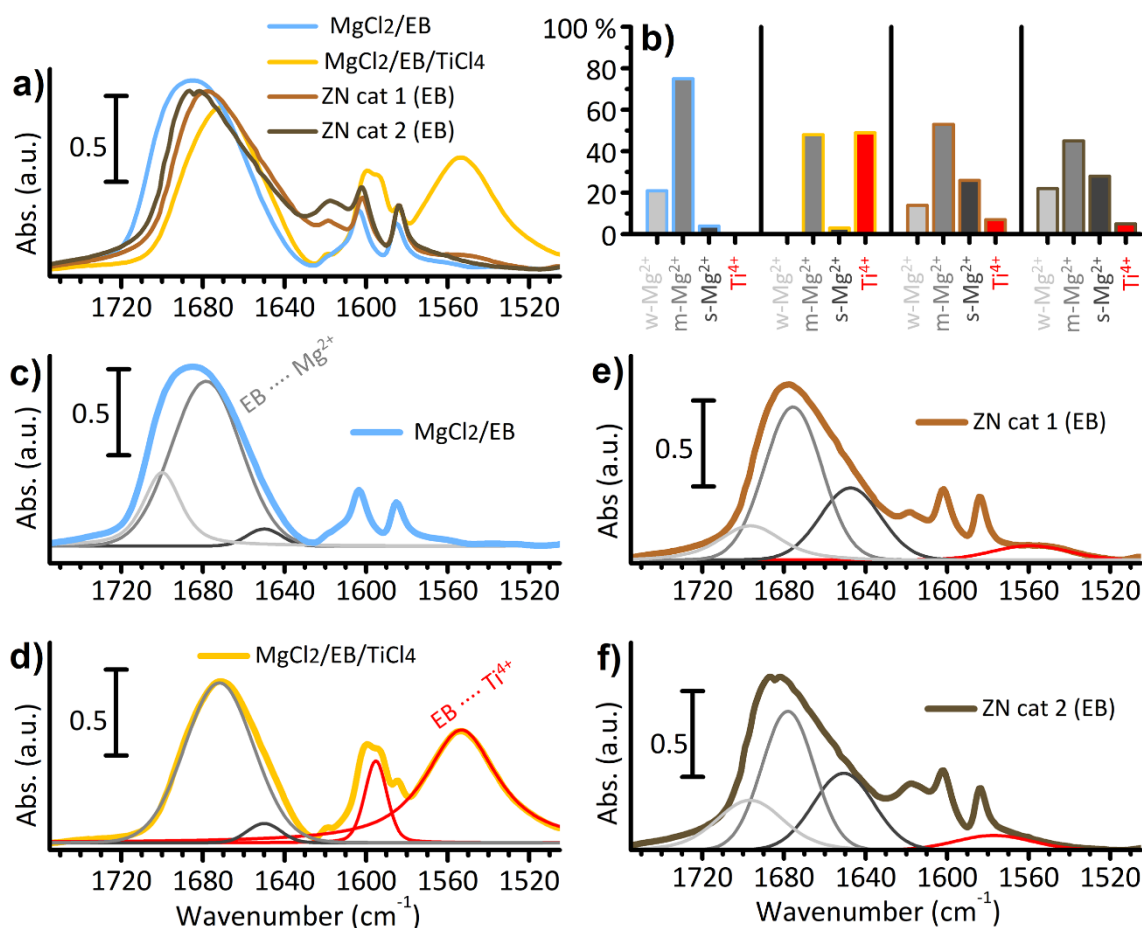 a)
MgCl2/EB
MgCl2/EB/TiCl4
ZN cat 1 (EB)
ZN cat 2 (EB)
0.5
Abs. (a.u.)
1720 1680 1640 1600 1560 1520
b)
100 %
80
60
40
20
0
w-Mg²⁺ m-Mg²⁺ s-Mg²⁺ Ti⁴⁺
w-Mg²⁺ m-Mg²⁺ s-Mg²⁺ Ti⁴⁺
w-Mg²⁺ m-Mg²⁺ s-Mg²⁺ Ti⁴⁺
w-Mg²⁺ m-Mg²⁺ s-Mg²⁺ Ti⁴⁺
c)
EB ···· Mg²⁺
MgCl2/EB
0.5
Abs. (a.u.)
1720 1680 1640 1600 1560 1520
e)
ZN cat 1 (EB)
0.5
Abs (a.u.)
1720 1680 1640 1600 1560 1520
d)
MgCl2/EB/TiCl4
EB ···· Ti⁴⁺
0.5
Abs. (a.u.)
1720 1680 1640 1600 1560 1520
Wavenumber (cm⁻¹)
f)
ZN cat 2 (EB)
0.5
Abs (a.u.)
1720 1680 1640 1600 1560 1520
Wavenumber (cm⁻¹)